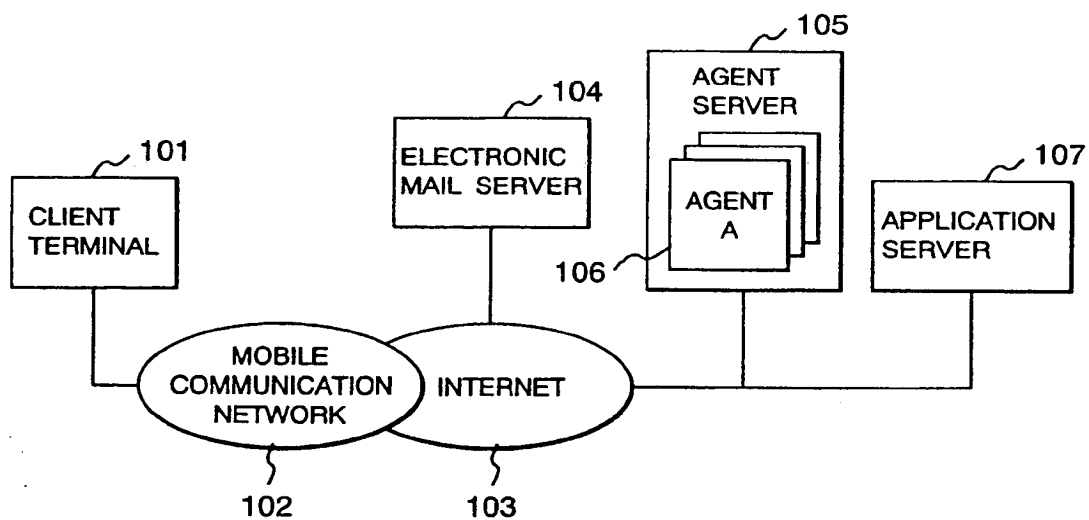 105
AGENT
SERVER
104
101
ELECTRONIC
MAIL SERVER
107
CLIENT
TERMINAL
AGENT
A
APPLICATION
SERVER
106
MOBILE
COMMUNICATION
NETWORK
INTERNET
102
103